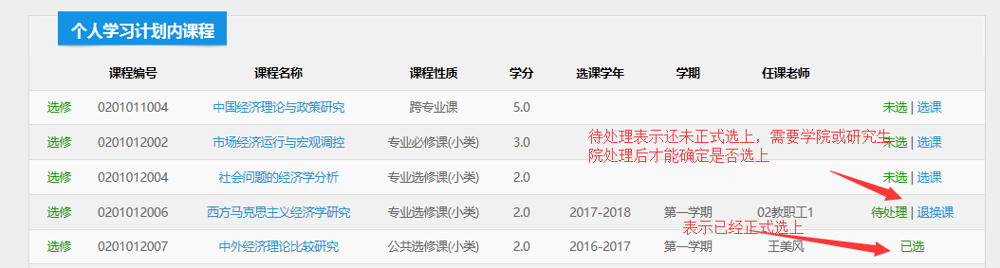 个人学习计划内课程
课程编号 课程名称 课程性质 学分 选课学年 学期 任课老师
选修 0201011004 中国经济理论与政策研究 跨专业课 5.0 未选 | 选课
待处理表示还未正式选上，需要学院或研究生
选修 0201012002 市场经济运行与宏观调控 专业必修课(小类) 3.0 未选 | 选课
院处理后才能确定是否选上
选修 0201012004 社会问题的经济学分析 专业选修课(小类) 2.0 未选 | 选课
选修 0201012006 西方马克思主义经济学研究 专业选修课(小类) 2.0 2017-2018 第一学期 02教职工1 待处理 | 退换课
表示已经正式选上
选修 0201012007 中外经济理论比较研究 公共选修课(小类) 2.0 2016-2017 第一学期 王美风 已选